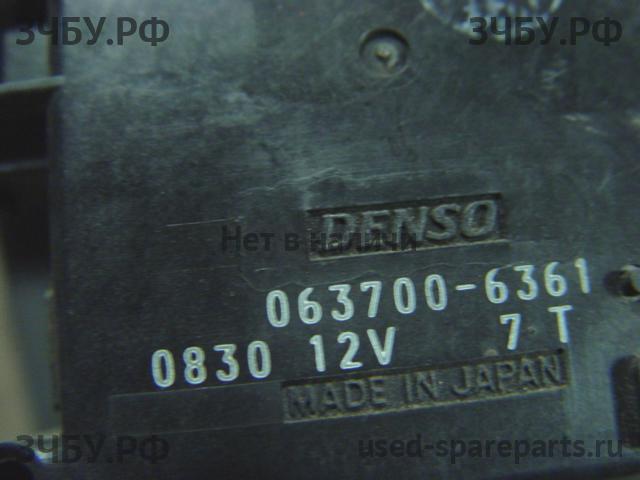 ЗЧБУ.РФ ЗЧБУ.РФ
DENSO
Нет в наличии
063700-6361
0830 12V 7 T
MADE IN JAPAN
ЗЧБУ.РФ used-spareparts.ru